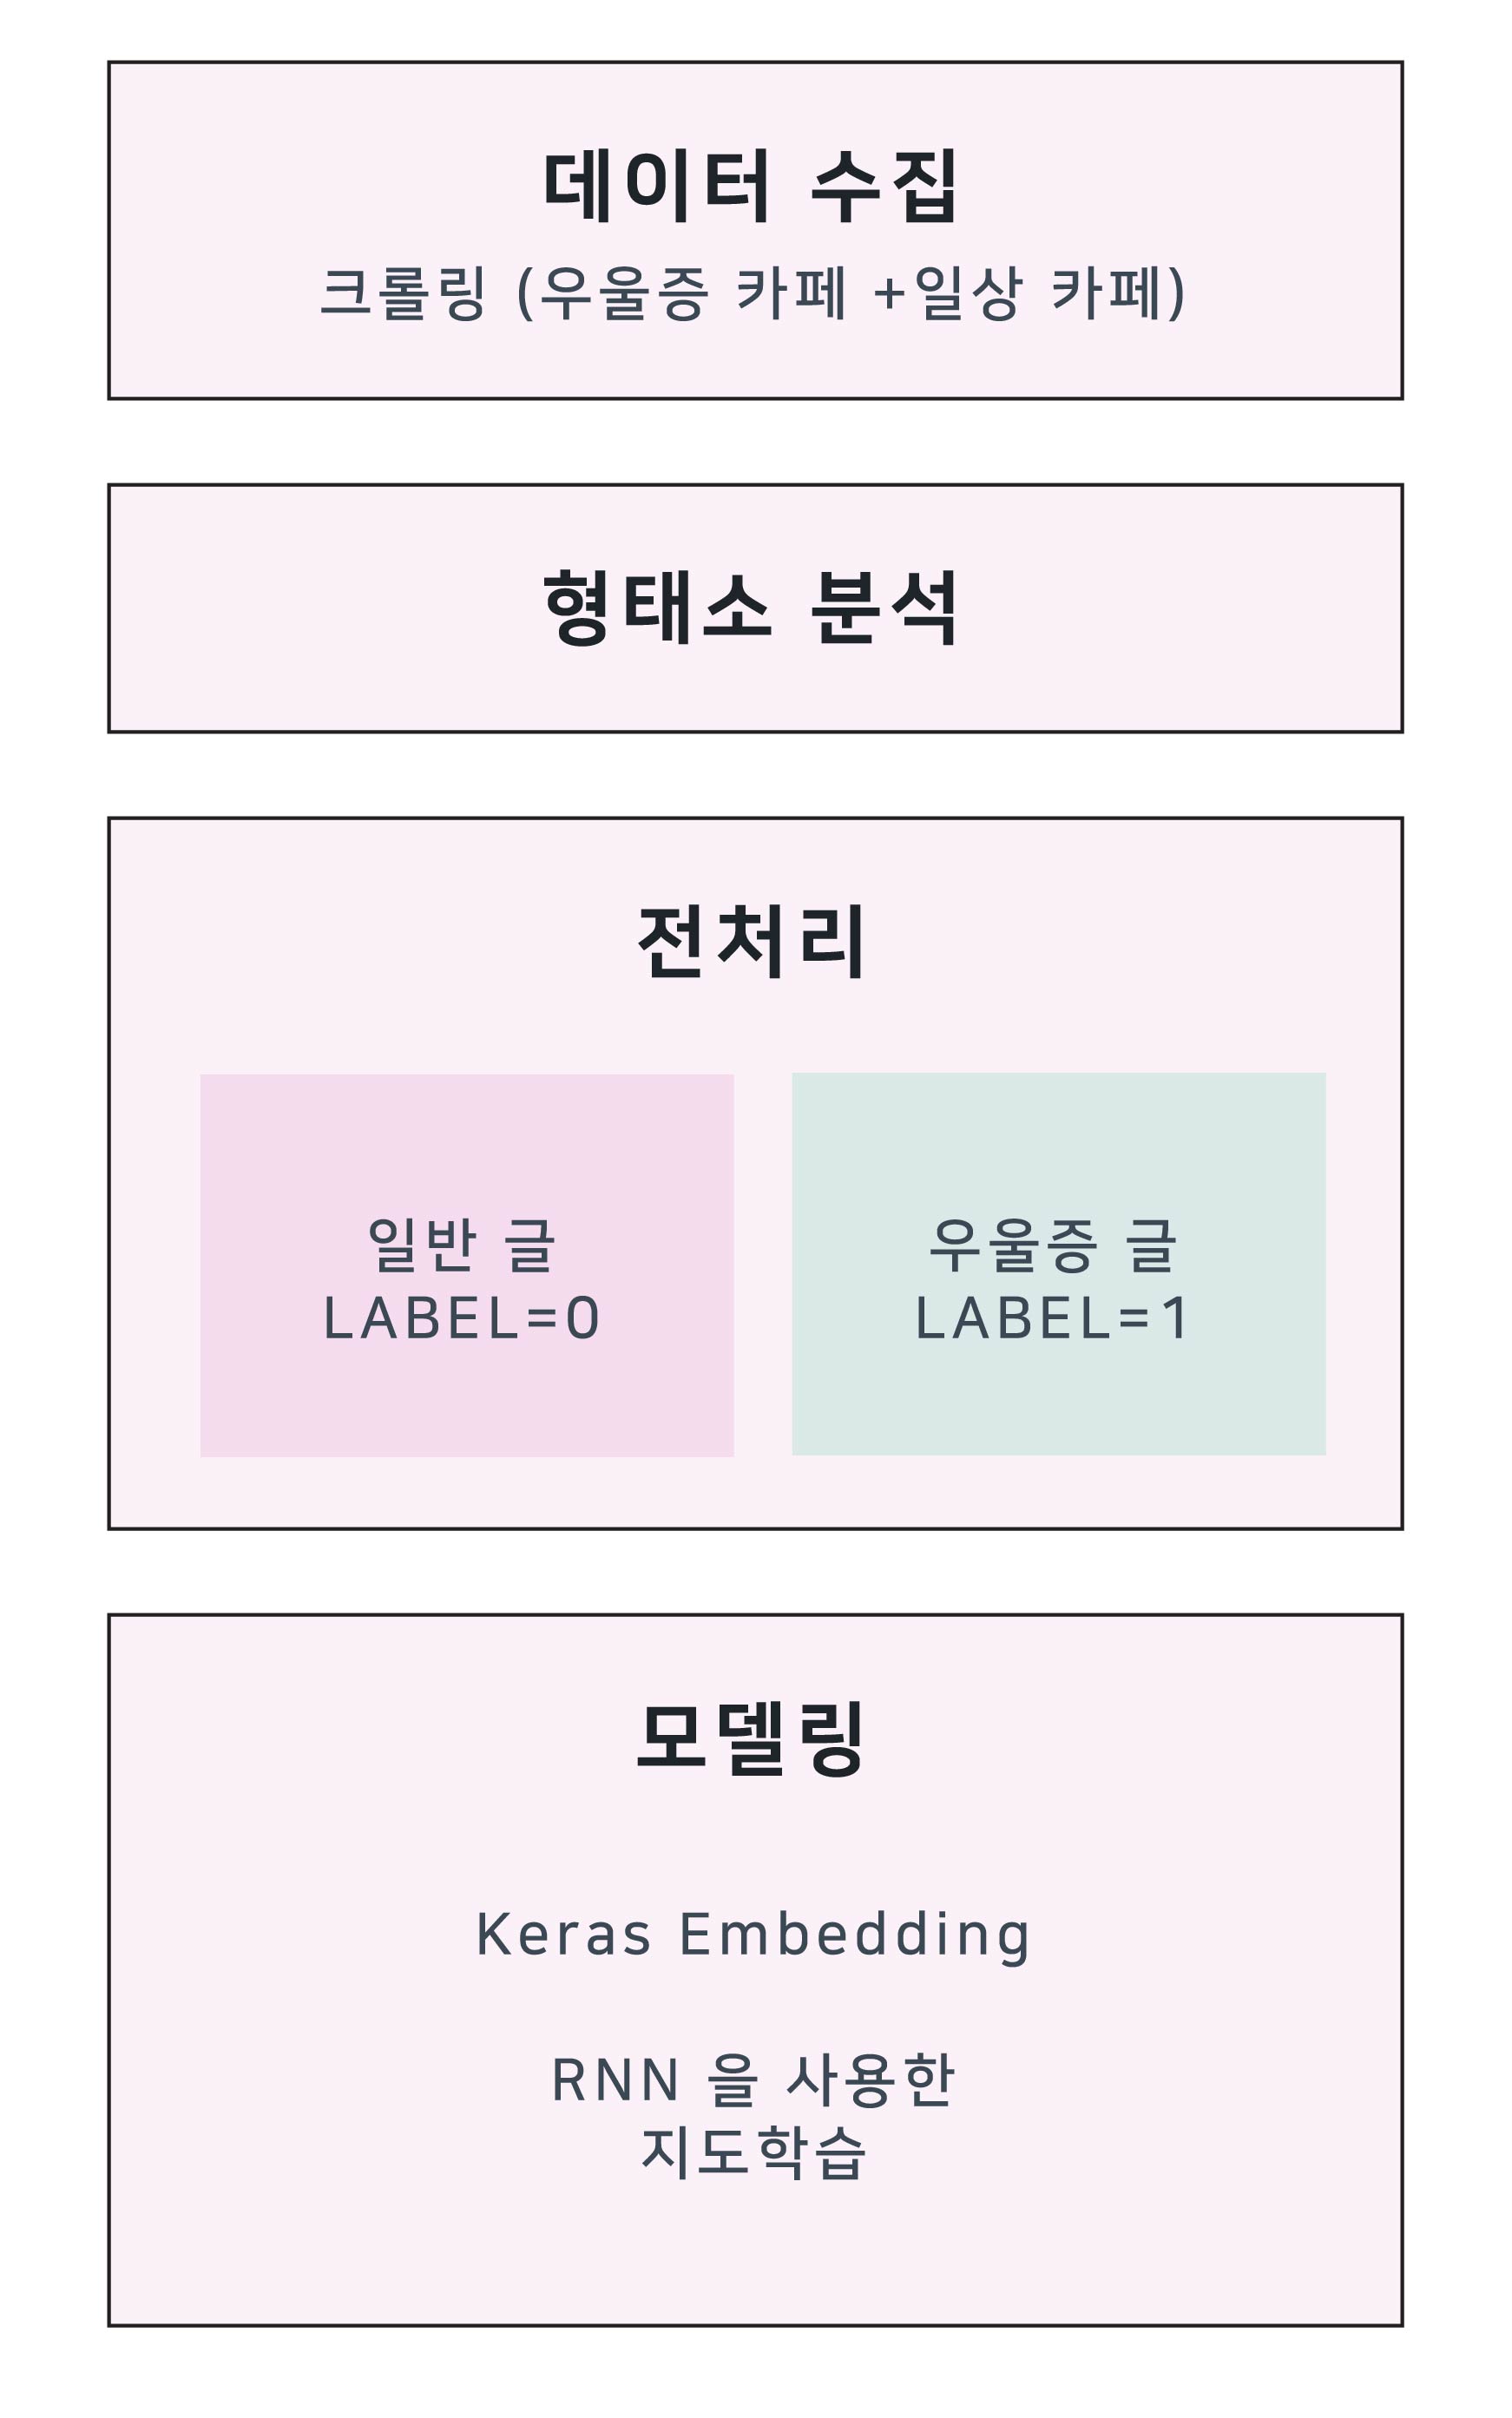 데이터 수집
크롤링 (우울증 카페 +일상 카페)
형태소 분석
전처리
일반 글
LABEL=0
우울증 글
LABEL=1
모델링
Keras Embedding
RNN 을 사용한
지도학습